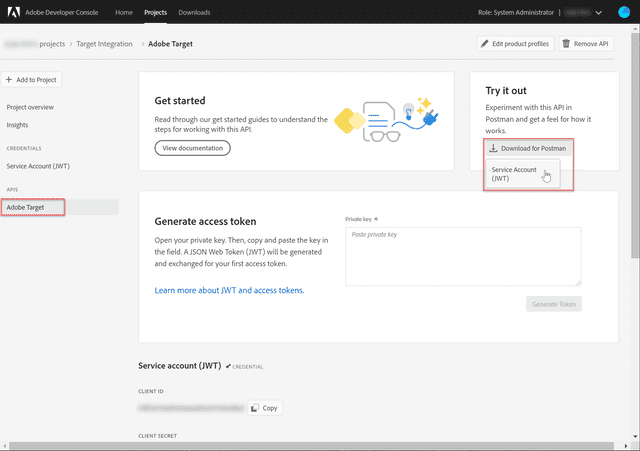 Adobe Developer Console Home Projects Downloads Role: System Administrator
projects > Target Integration > Adobe Target Edit product profiles Remove API
+ Add to Project
Project overview
Insights
CREDENTIALS
Service Account (JWT)
APIS
Adobe Target
Get started
Read through our get started guides to understand the
steps for working with this API.
View documentation
Try it out
Experiment with this API in
Postman and get a feel for how it
works.
Download for Postman
Service Account
(JWT)
Generate access token
Open your private key. Then, copy and paste the key in
the field. A JSON Web Token (JWT) will be generated
and exchanged for your first access token.
Learn more about JWT and access tokens.
Private key *
Paste private key
Generate Token
Service account (JWT) CREDENTIAL
CLIENT ID
Copy
CLIENT SECRET